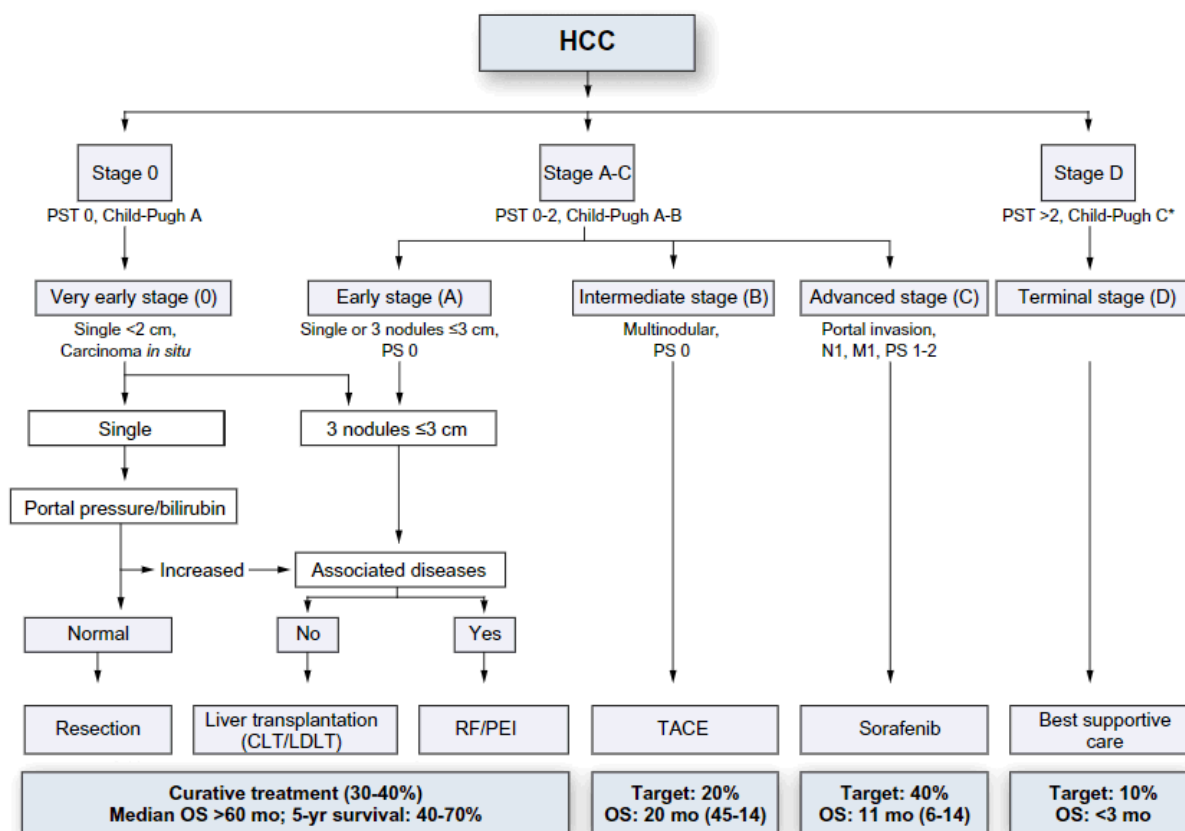 HCC
Stage 0
Stage A-C
Stage D
PST 0, Child-Pugh A
PST 0-2, Child-Pugh A-B
PST >2, Child-Pugh C*
Very early stage (0)
Early stage (A)
Intermediate stage (B)
Advanced stage (C)
Terminal stage (D)
Single <2 cm,
Carcinoma in situ
Single or 3 nodules ≤3 cm,
PS 0
Multinodular,
PS 0
Portal invasion,
N1, M1, PS 1-2
Single
3 nodules ≤3 cm
Portal pressure/bilirubin
Increased
Associated diseases
Normal
No
Yes
Resection
Liver transplantation
(CLT/LDLT)
RF/PEI
TACE
Sorafenib
Best supportive
care
Curative treatment (30-40%)
Median OS >60 mo; 5-yr survival: 40-70%
Target: 20%
OS: 20 mo (45-14)
Target: 40%
OS: 11 mo (6-14)
Target: 10%
OS: <3 mo